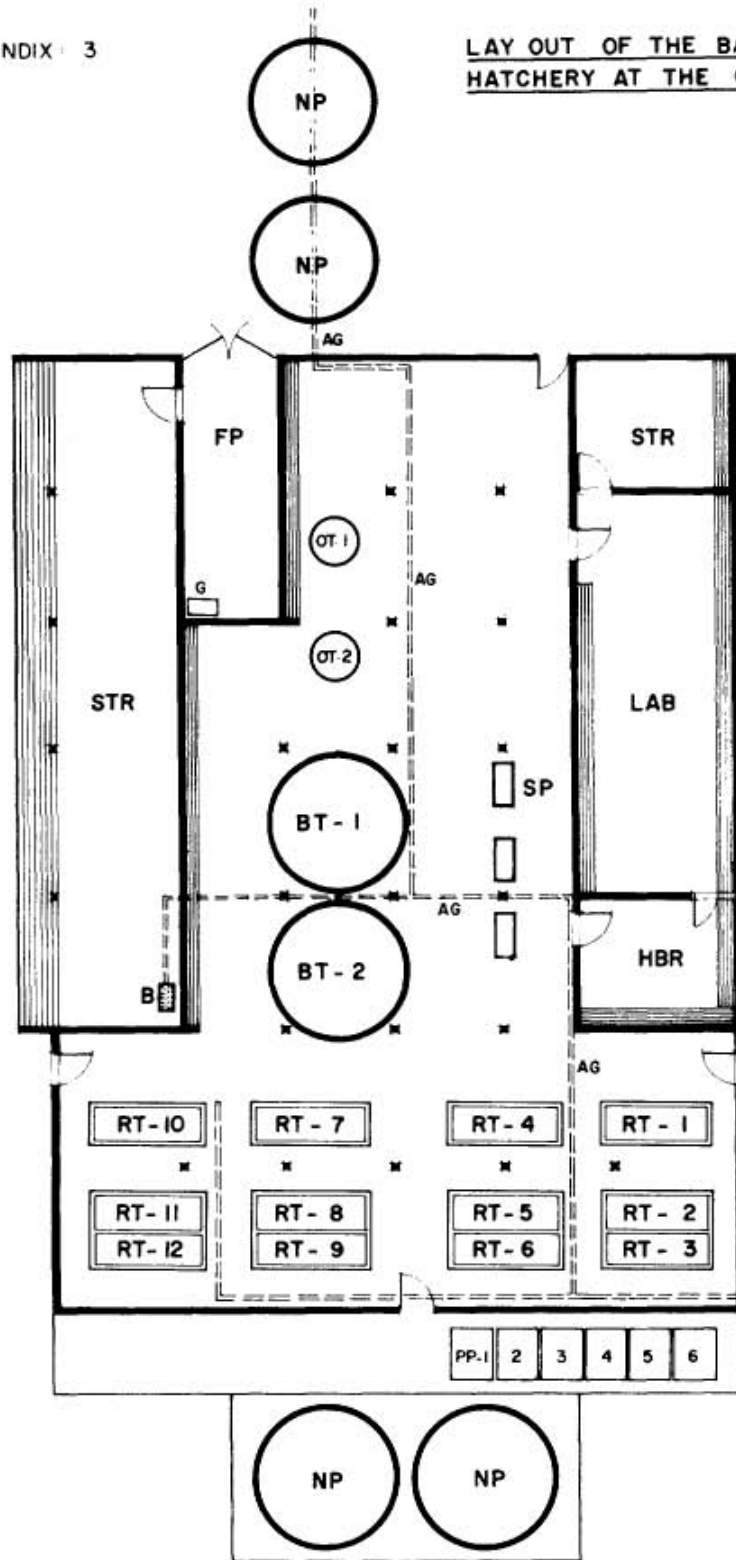 NDIX 3
LAY OUT OF THE BA
HATCHERY AT THE
NP
NP
AG
FP
STR
OT-1
AG
G
OT-2
STR
LAB
BT-1
SP
AG
BT-2
HBR
B
AG
RT-10 RT-7 RT-4 RT-1
RT-11 RT-8 RT-5 RT-2
RT-12 RT-9 RT-6 RT-3
PP-1 2 3 4 5 6
NP NP